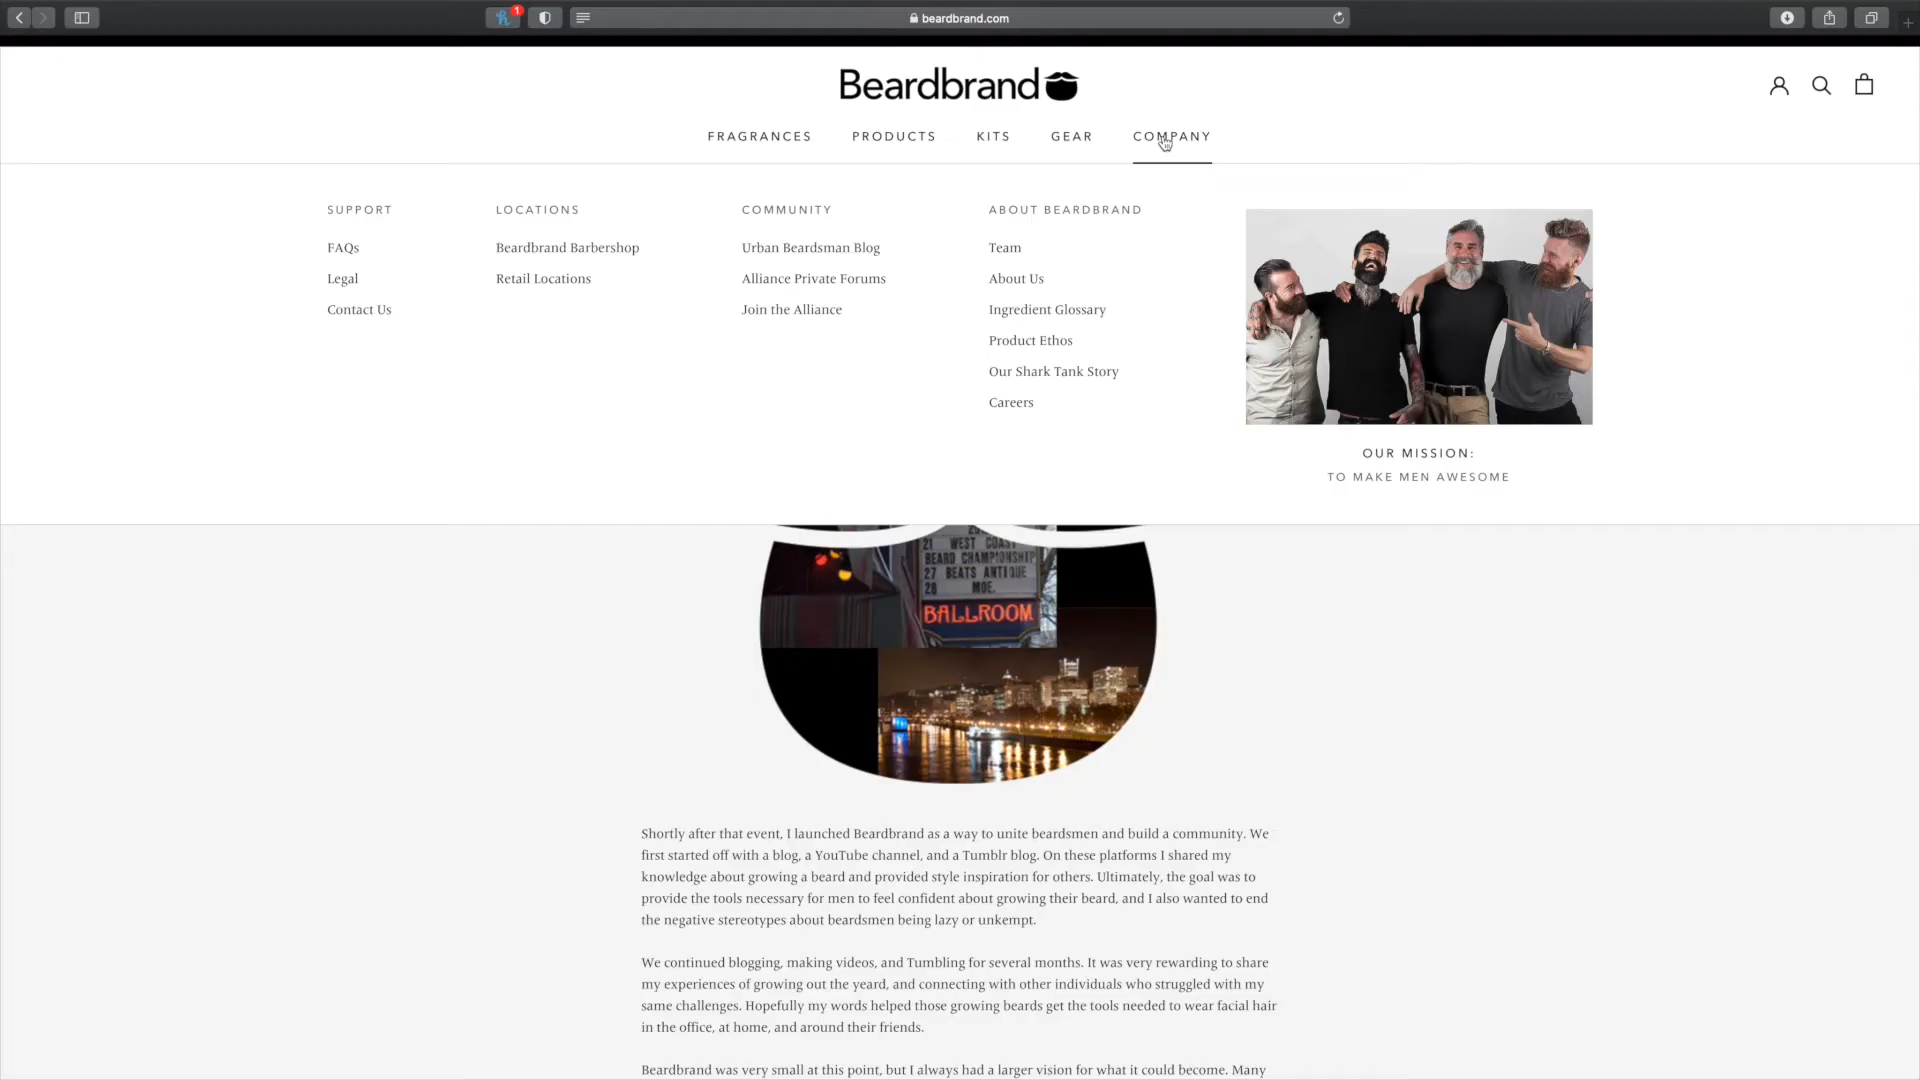 1
beardbrand.com
Beardbrand
FRAGRANCES PRODUCTS KITS GEAR COMPANY
SUPPORT
FAQs
Legal
Contact Us
LOCATIONS
Beardbrand Barbershop
Retail Locations
COMMUNITY
Urban Beardsman Blog
Alliance Private Forums
Join the Alliance
ABOUT BEARDBRAND
Team
About Us
Ingredient Glossary
Product Ethos
Our Shark Tank Story
Careers
OUR MISSION:
TO MAKE MEN AWESOME
21 WEST COAST
BEARD CHAMPIONSHIP
27 BEATS ANTIQUE
28 MOE.
BALLROOM
Shortly after that event, I launched Beardbrand as a way to unite beardsmen and build a community. We
first started off with a blog, a YouTube channel, and a Tumblr blog. On these platforms I shared my
knowledge about growing a beard and provided style inspiration for others. Ultimately, the goal was to
provide the tools necessary for men to feel confident about growing their beard, and I also wanted to end
the negative stereotypes about beardsmen being lazy or unkempt.
We continued blogging, making videos, and Tumbling for several months. It was very rewarding to share
my experiences of growing out the yeard, and connecting with other individuals who struggled with my
same challenges. Hopefully my words helped those growing beards get the tools needed to wear facial hair
in the office, at home, and around their friends.
Beardbrand was very small at this point, but I always had a larger vision for what it could become. Many